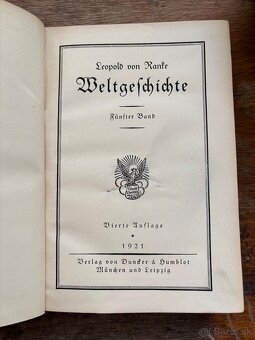 Leopold von Ranke
Weltgeſchichte
Fünfter Band
Vierte Auflage
1921
Verlag von Duncker & Humblot
München und Leipzig